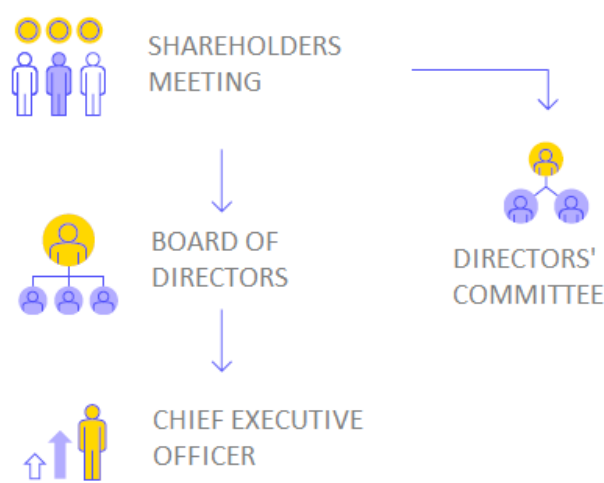 SHAREHOLDERS
MEETING
BOARD OF
DIRECTORS
DIRECTORS'
COMMITTEE
CHIEF EXECUTIVE
OFFICER